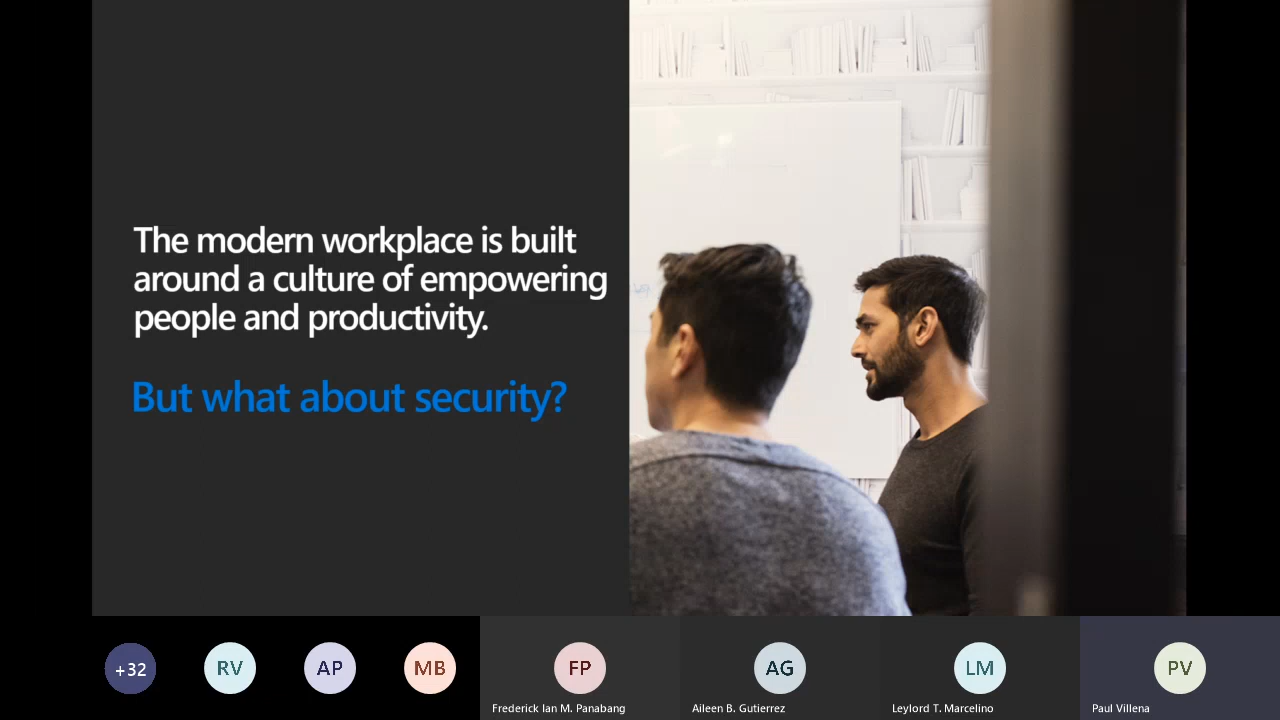 The modern workplace is built
around a culture of empowering
people and productivity.
But what about security?
+32
RV
AP
MB
FP
AG
LM
PV
Frederick Ian M. Panabang
Aileen B. Gutierrez
Leylord T. Marcelino
Paul Villena